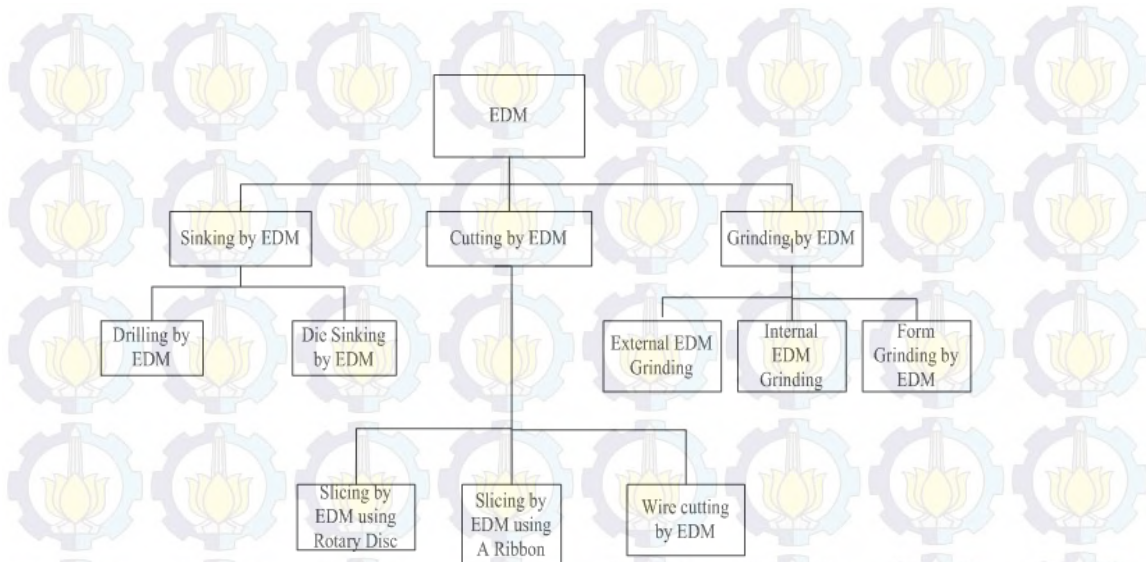 EDM
Sinking by EDM
Cutting by EDM
Grinding by EDM
Drilling by
EDM
Die Sinking
by EDM
External EDM
Grinding
Internal
EDM
Grinding
Form
Grinding by
EDM
Slicing by
EDM using
Rotary Disc
Slicing by
EDM using
A Ribbon
Wire cutting
by EDM